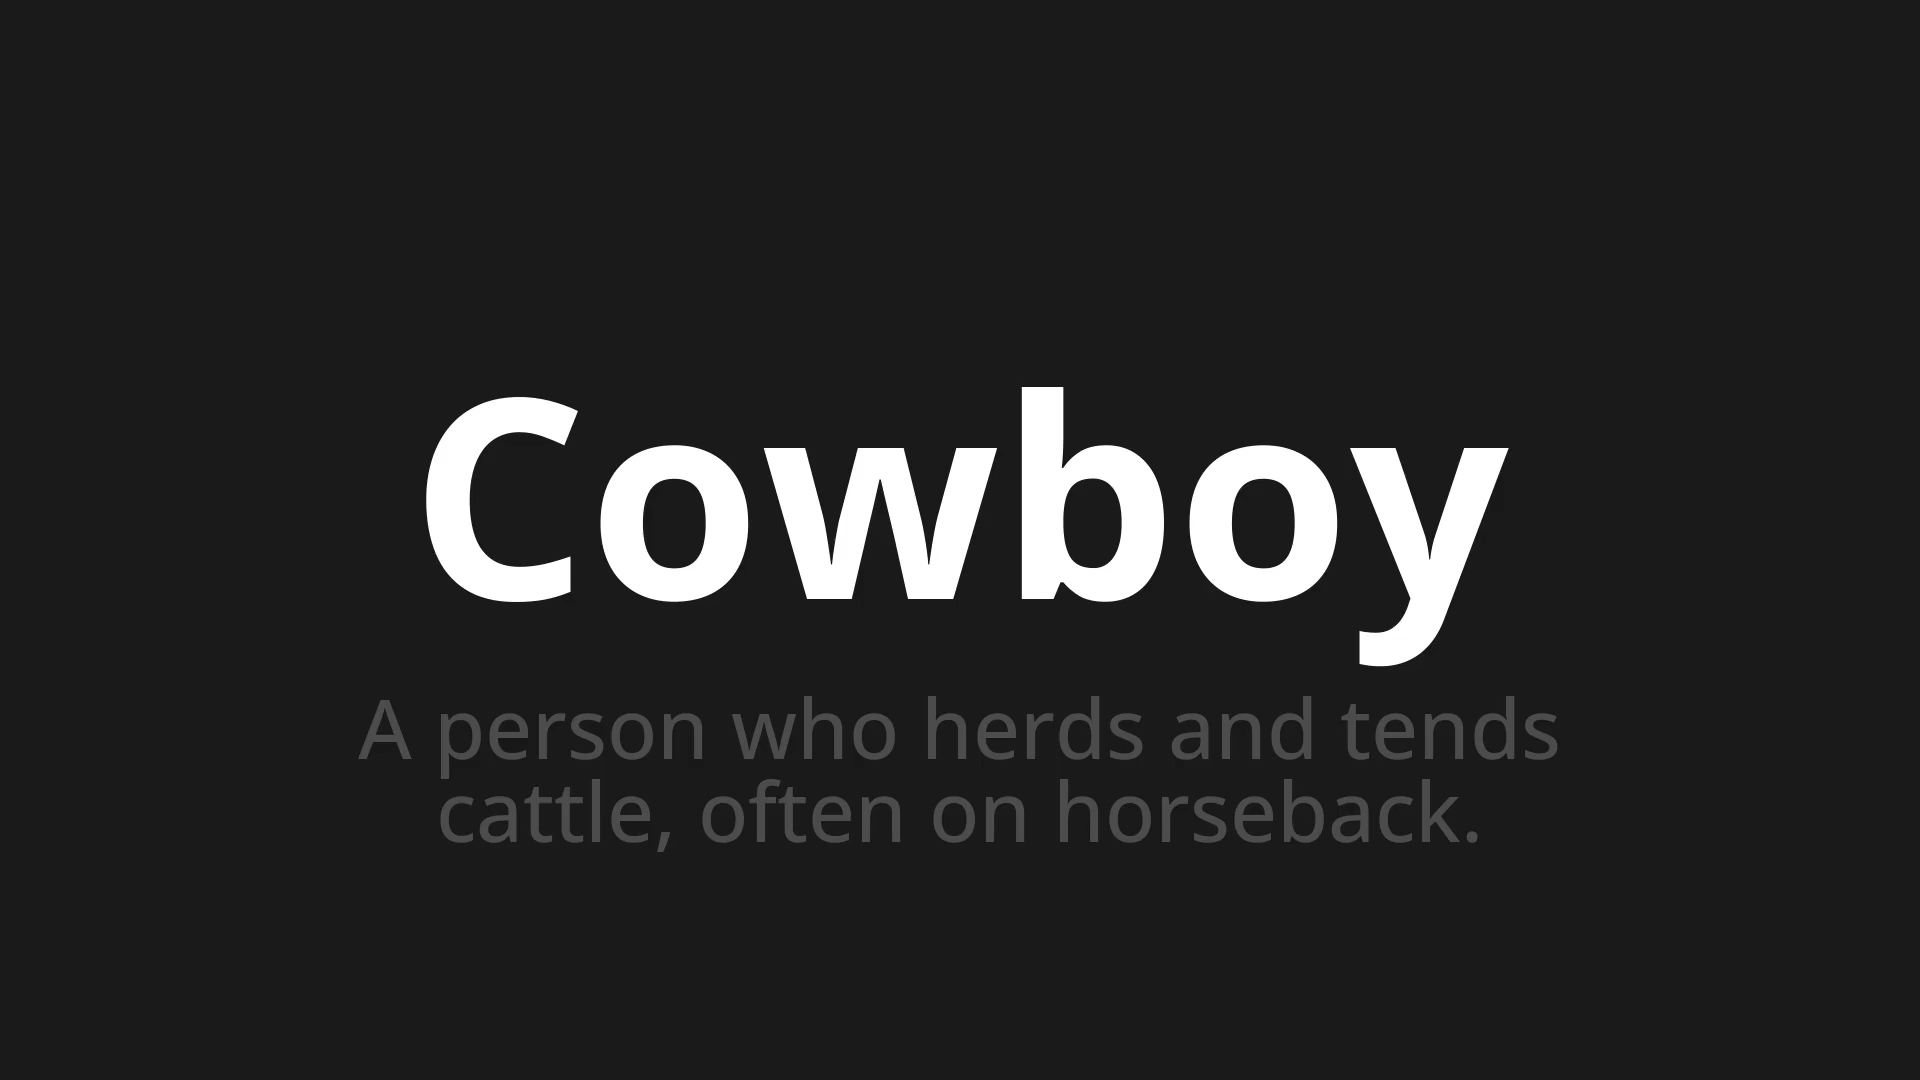 Cowboy
A person who herds and tends
cattle, often on horseback.